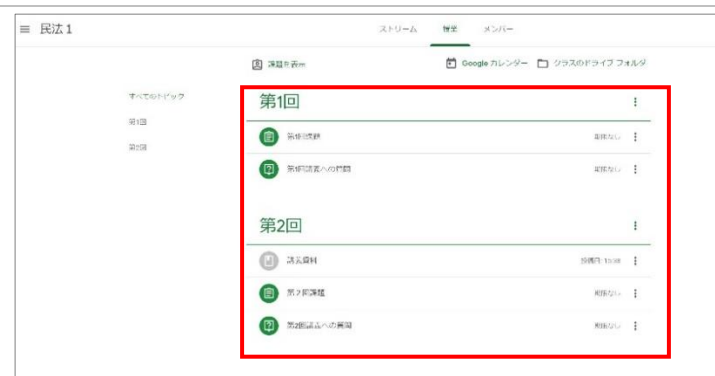 民法 1
ストリーム 授業 メンバー
課題を表示 Google カレンダー クラスのドライブ フォルダ
すべてのトピック
第1回
第2回
第1回
第1回課題 期限なし
第1回講義への質問 期限なし
第2回
講義資料 投稿日: 15:38
第２回課題 期限なし
第2回講義への質問 期限なし